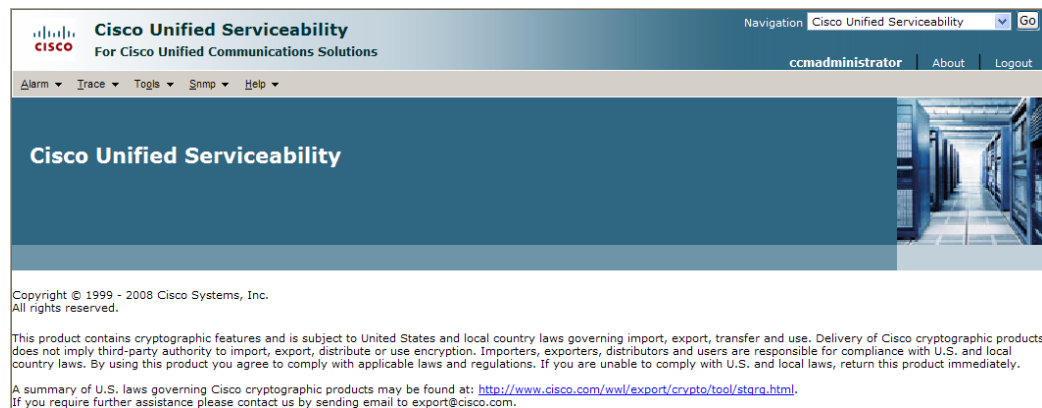 Navigation Cisco Unified Serviceability Go
CISCO
Cisco Unified Serviceability
For Cisco Unified Communications Solutions
ccmadministrator About Logout
Alarm Trace Tools Snmp Help
Cisco Unified Serviceability
Copyright © 1999 - 2008 Cisco Systems, Inc.
All rights reserved.
This product contains cryptographic features and is subject to United States and local country laws governing import, export, transfer and use. Delivery of Cisco cryptographic products
does not imply third-party authority to import, export, distribute or use encryption. Importers, exporters, distributors and users are responsible for compliance with U.S. and local
country laws. By using this product you agree to comply with applicable laws and regulations. If you are unable to comply with U.S. and local laws, return this product immediately.
A summary of U.S. laws governing Cisco cryptographic products may be found at: http://www.cisco.com/wwl/export/crypto/tool/stqrg.html.
If you require further assistance please contact us by sending email to export@cisco.com.